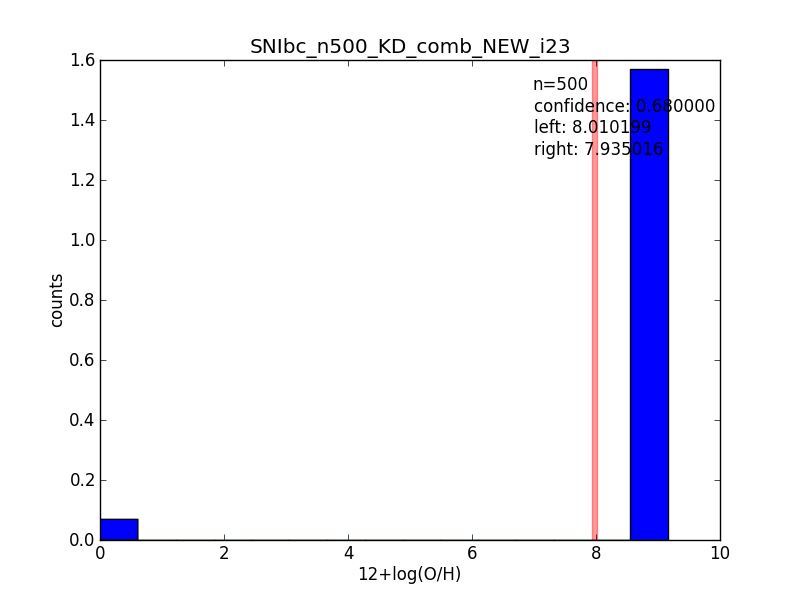 SNIbc_n500_KD_comb_NEW_i23
1.6
1.4
1.2
1.0
0.8
0.6
0.4
0.2
0.0
counts
n=500
confidence: 0.680000
left: 8.010199
right: 7.935016
0 2 4 6 8 10
12+log(O/H)